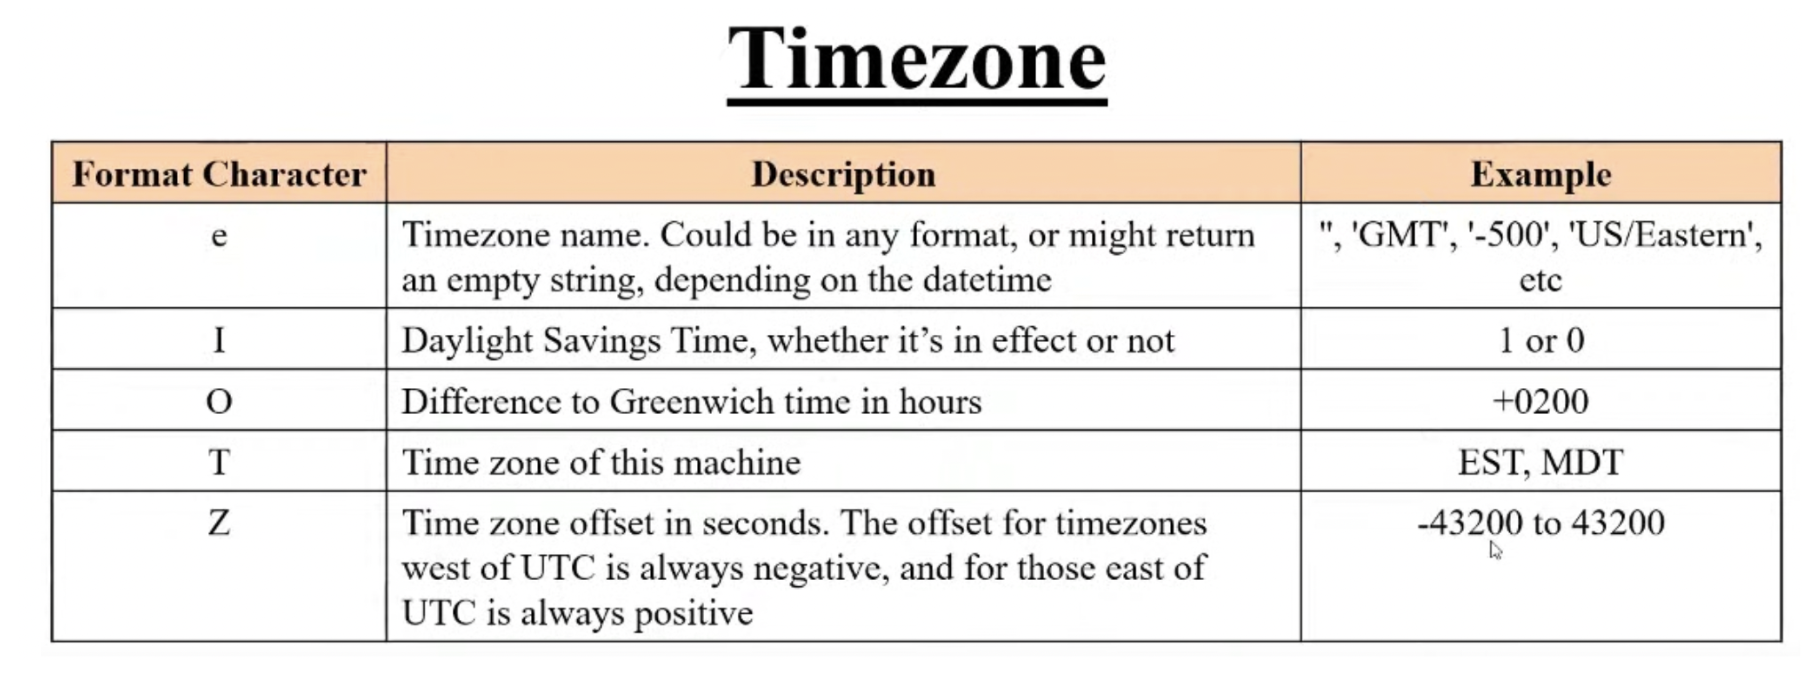 Timezone
Format Character Description Example
e Timezone name. Could be in any format, or might return '', 'GMT', '-500', 'US/Eastern',
an empty string, depending on the datetime etc
I Daylight Savings Time, whether it’s in effect or not 1 or 0
O Difference to Greenwich time in hours +0200
T Time zone of this machine EST, MDT
Z Time zone offset in seconds. The offset for timezones -43200 to 43200
west of UTC is always negative, and for those east of
UTC is always positive